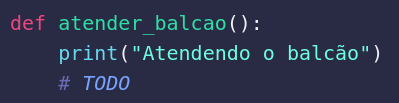 def atender_balcao():
    print("Atendendo o balcão")
    # TODO